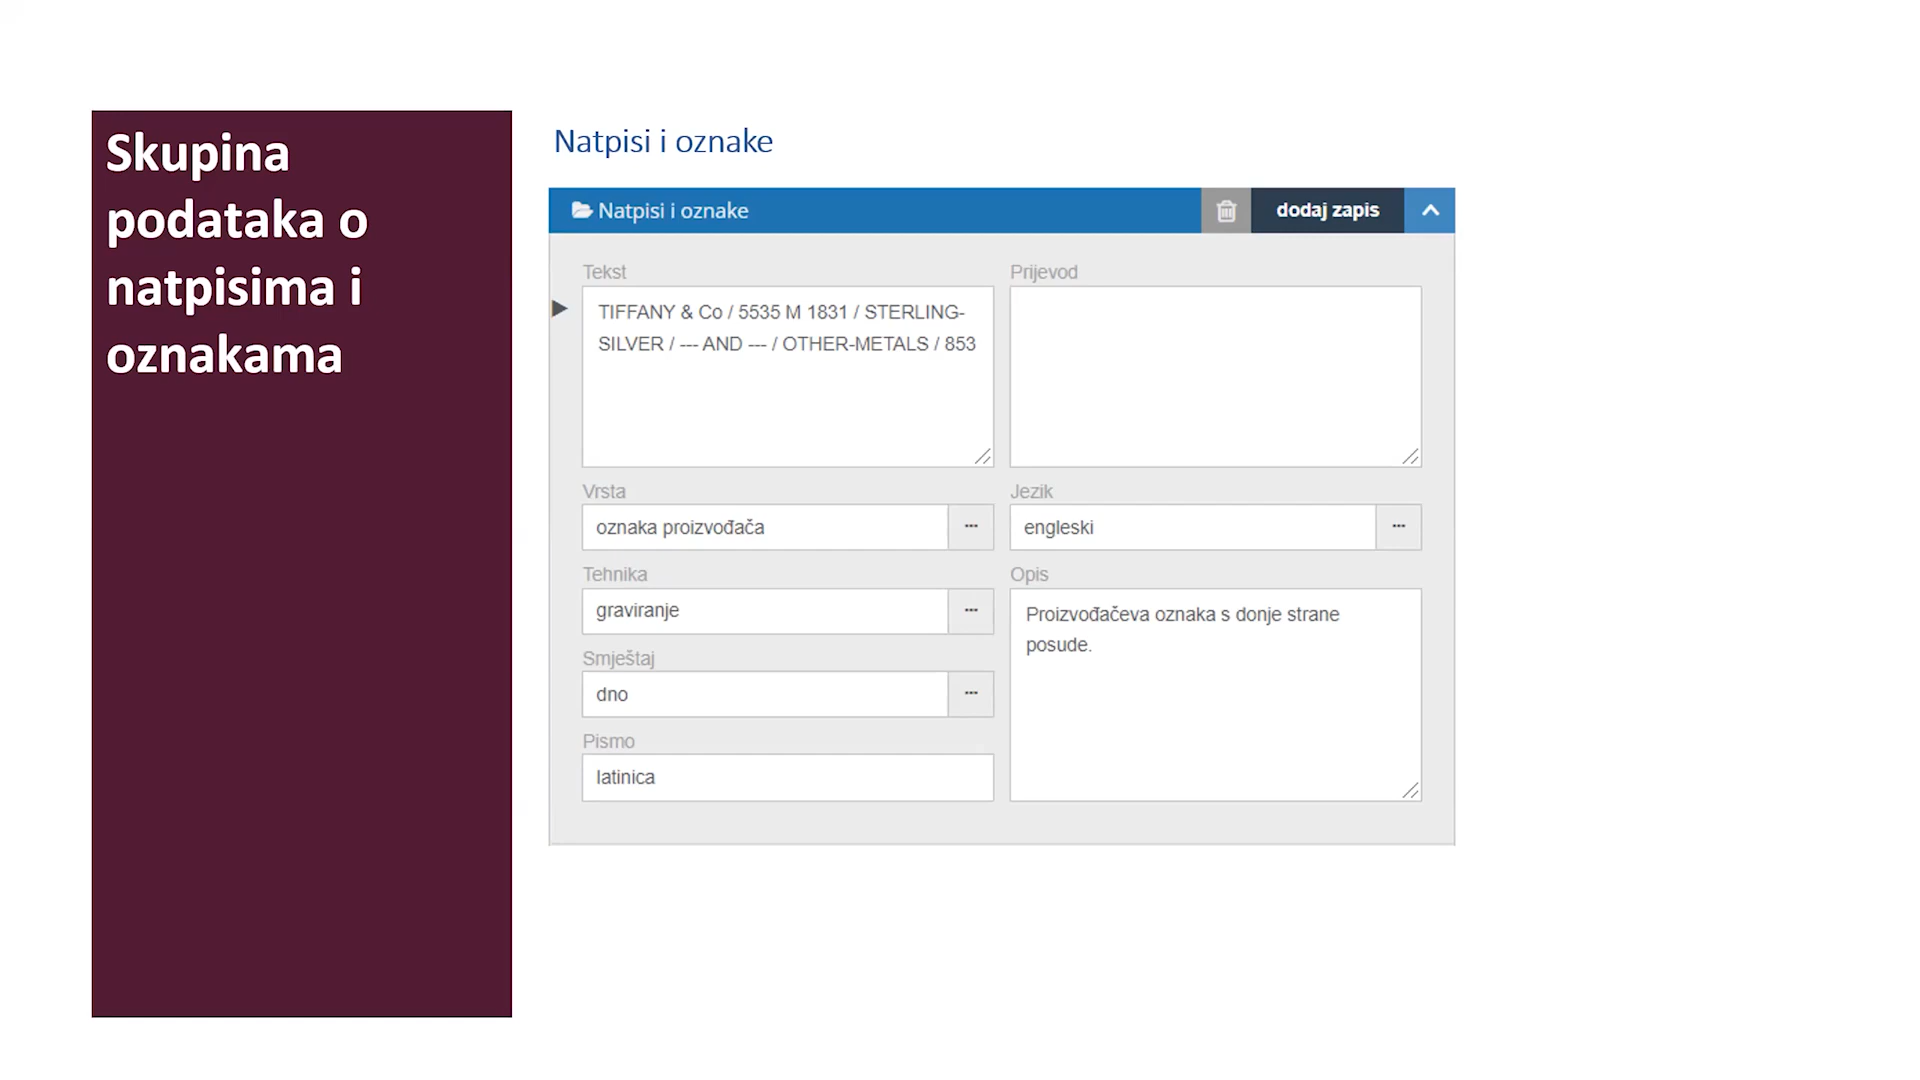 Skupina
podataka o
natpisima i
oznakama
Natpisi i oznake
Natpisi i oznake
dodaj zapis
Tekst
TIFFANY & Co / 5535 M 1831 / STERLING-
SILVER / --- AND --- / OTHER-METALS / 853
Prijevod
Vrsta
oznaka proizvođača
Jezik
engleski
Tehnika
graviranje
Opis
Proizvođačeva oznaka s donje strane
posude.
Smještaj
dno
Pismo
latinica